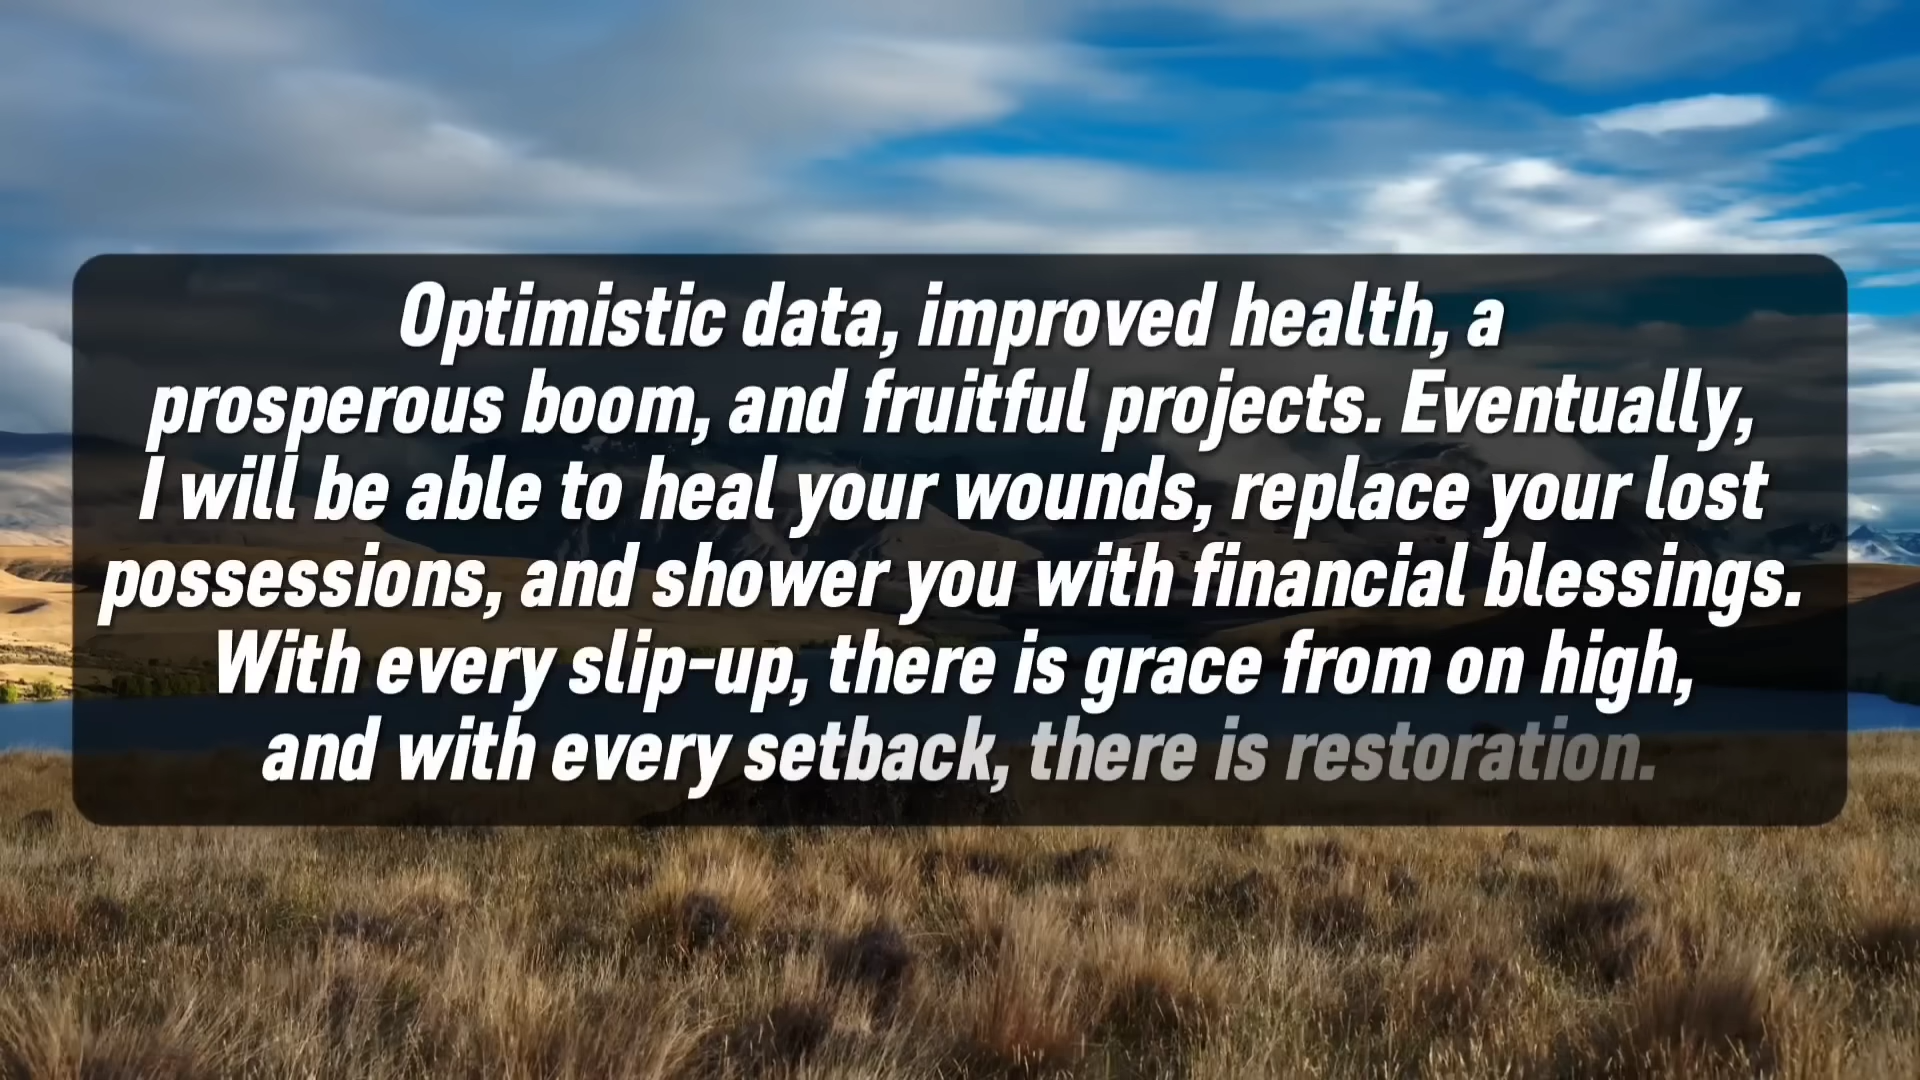 Optimistic data, improved health, a
prosperous boom, and fruitful projects. Eventually,
I will be able to heal your wounds, replace your lost
possessions, and shower you with financial blessings.
With every slip-up, there is grace from on high,
and with every setback, there is restoration.